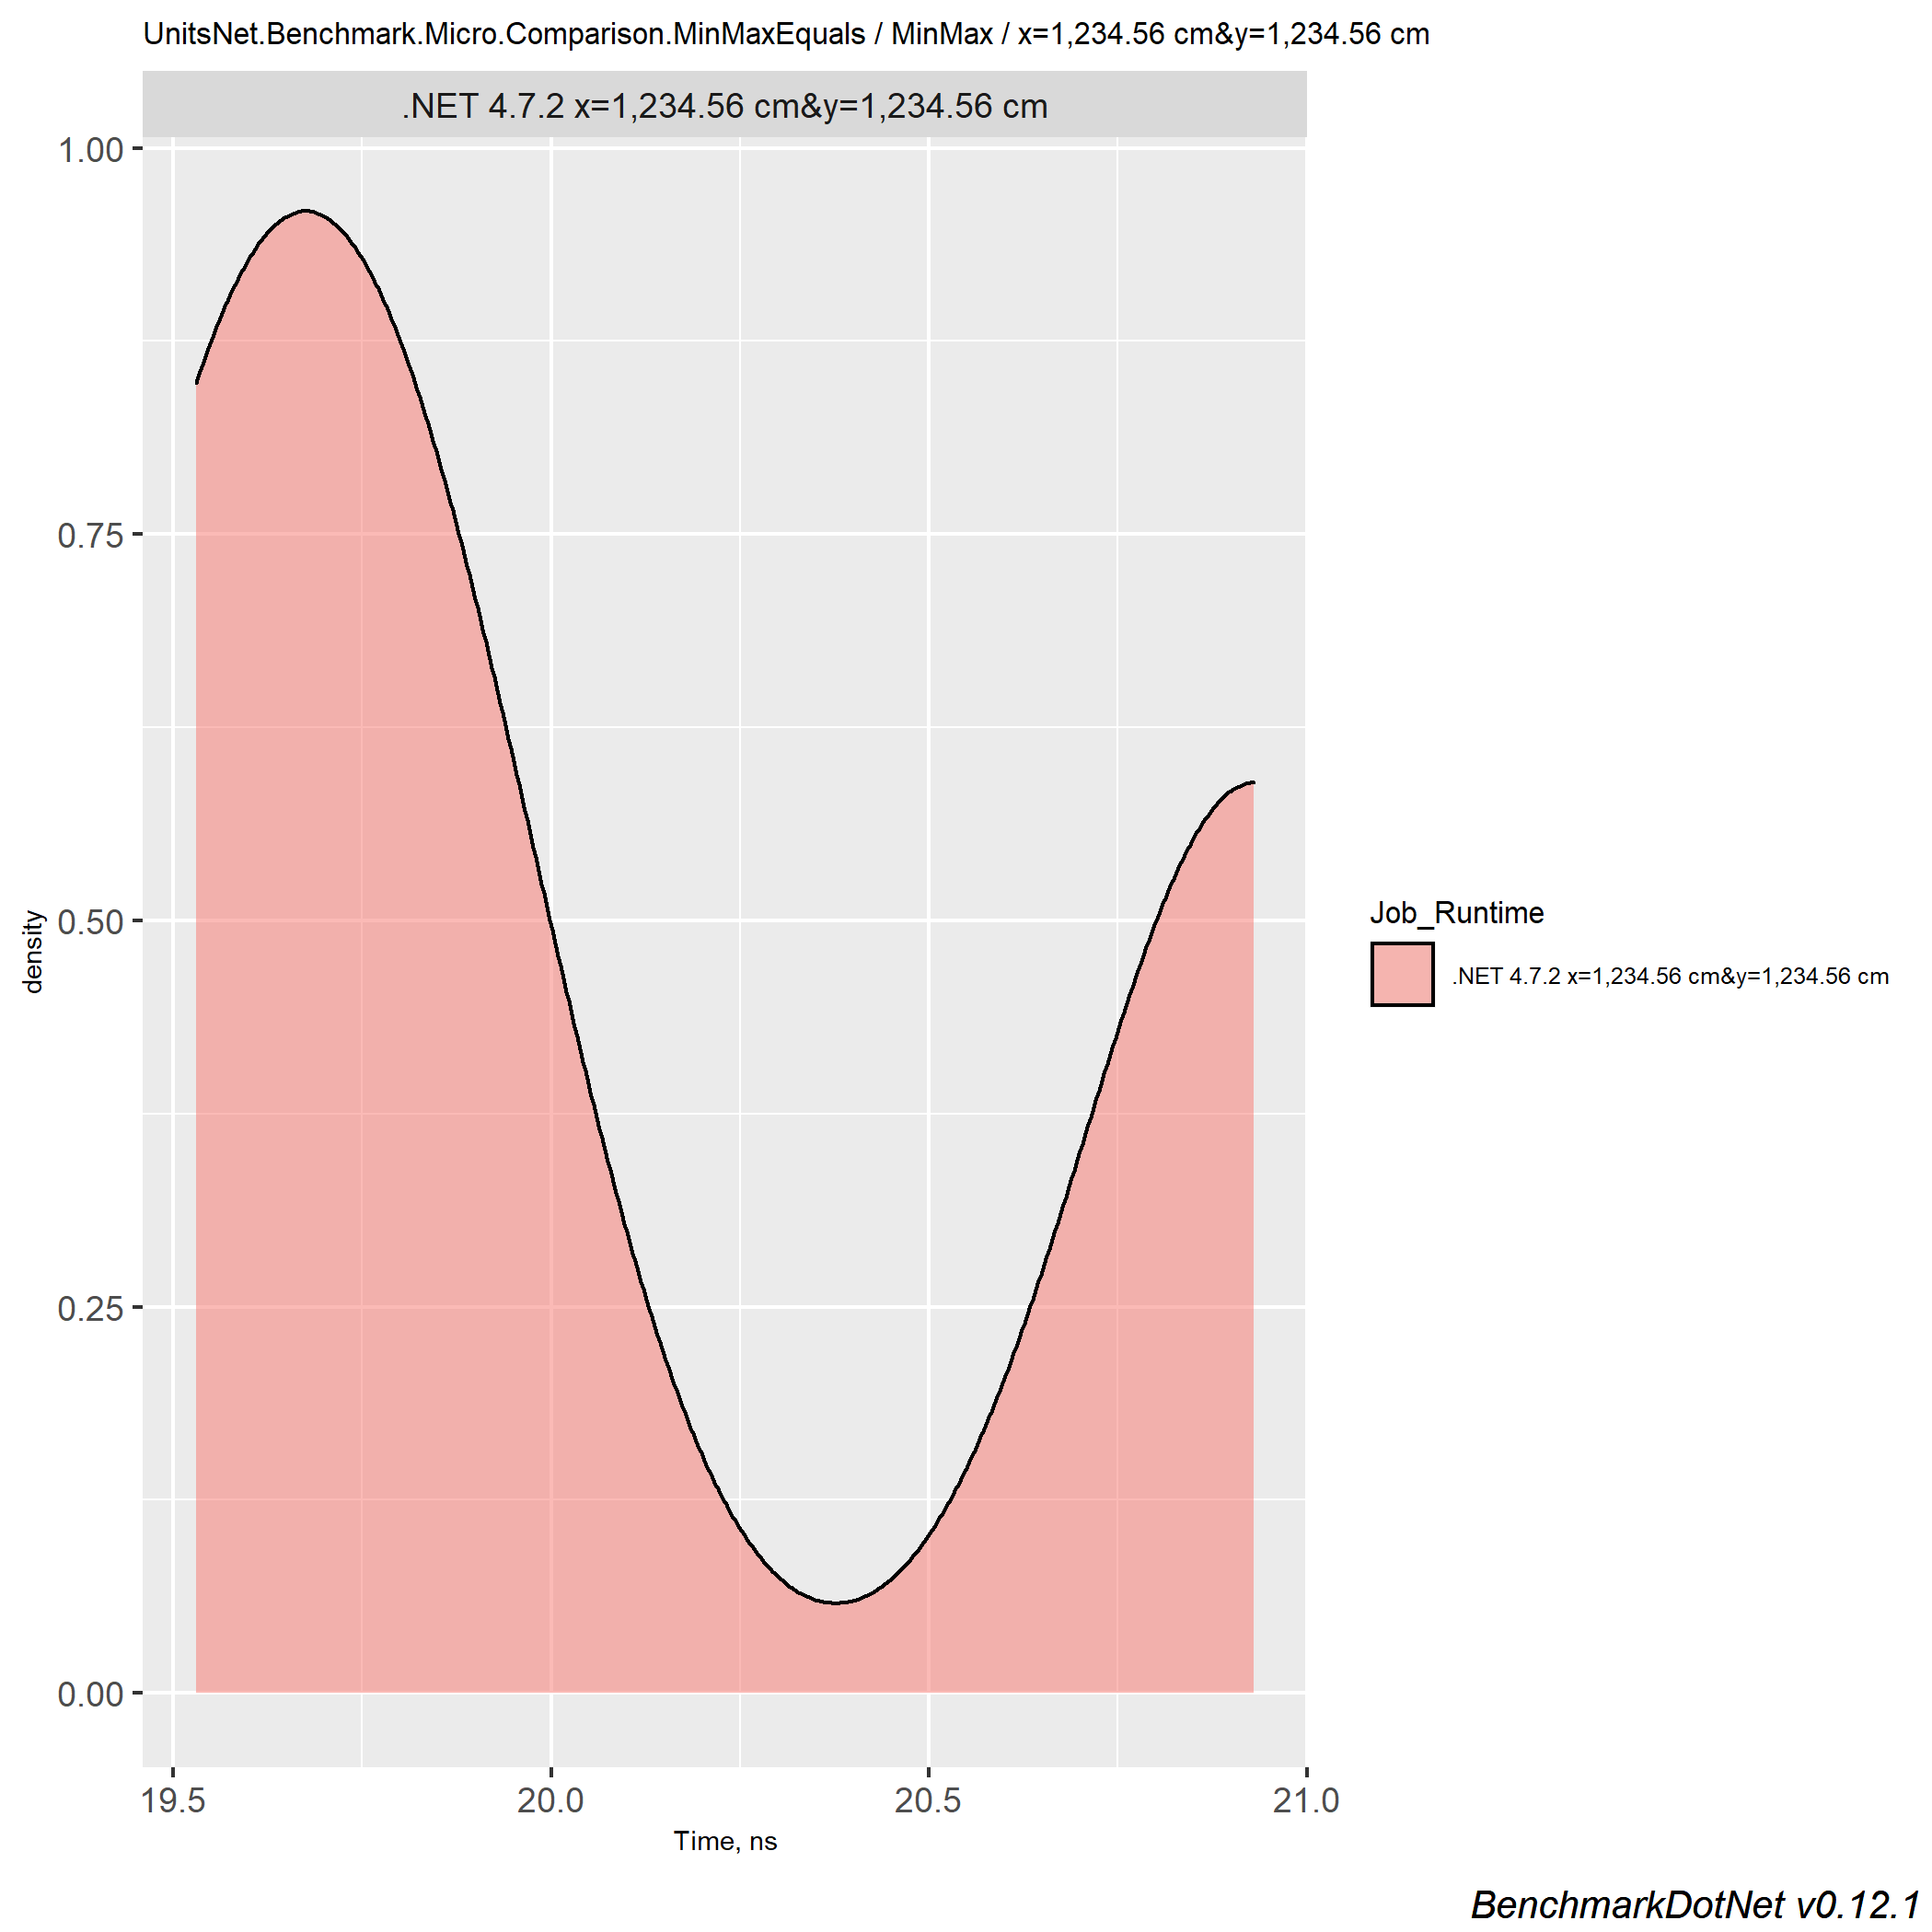 UnitsNet.Benchmark.Micro.Comparison.MinMaxEquals / MinMax / x=1,234.56 cm&y=1,234.56 cm
.NET 4.7.2 x=1,234.56 cm&y=1,234.56 cm
1.00
0.75
0.50
0.25
0.00
density
19.5 20.0 20.5 21.0
Time, ns
Job_Runtime
.NET 4.7.2 x=1,234.56 cm&y=1,234.56 cm
BenchmarkDotNet v0.12.1